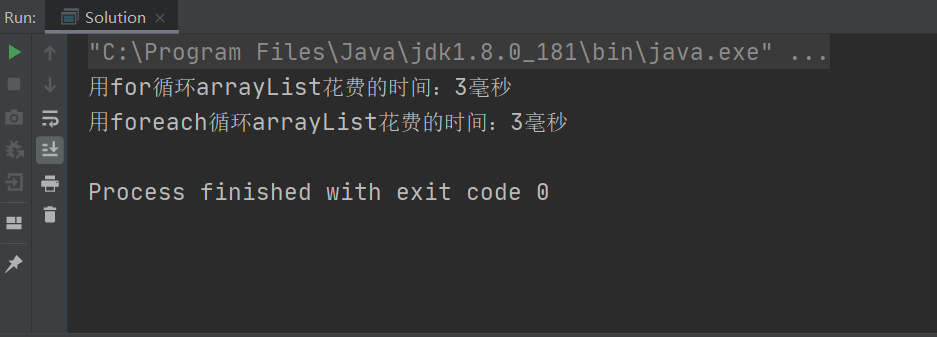 Run: Solution
"C:\Program Files\Java\jdk1.8.0_181\bin\java.exe" ...
用for循环arrayList花费的时间：3毫秒
用foreach循环arrayList花费的时间：3毫秒
Process finished with exit code 0